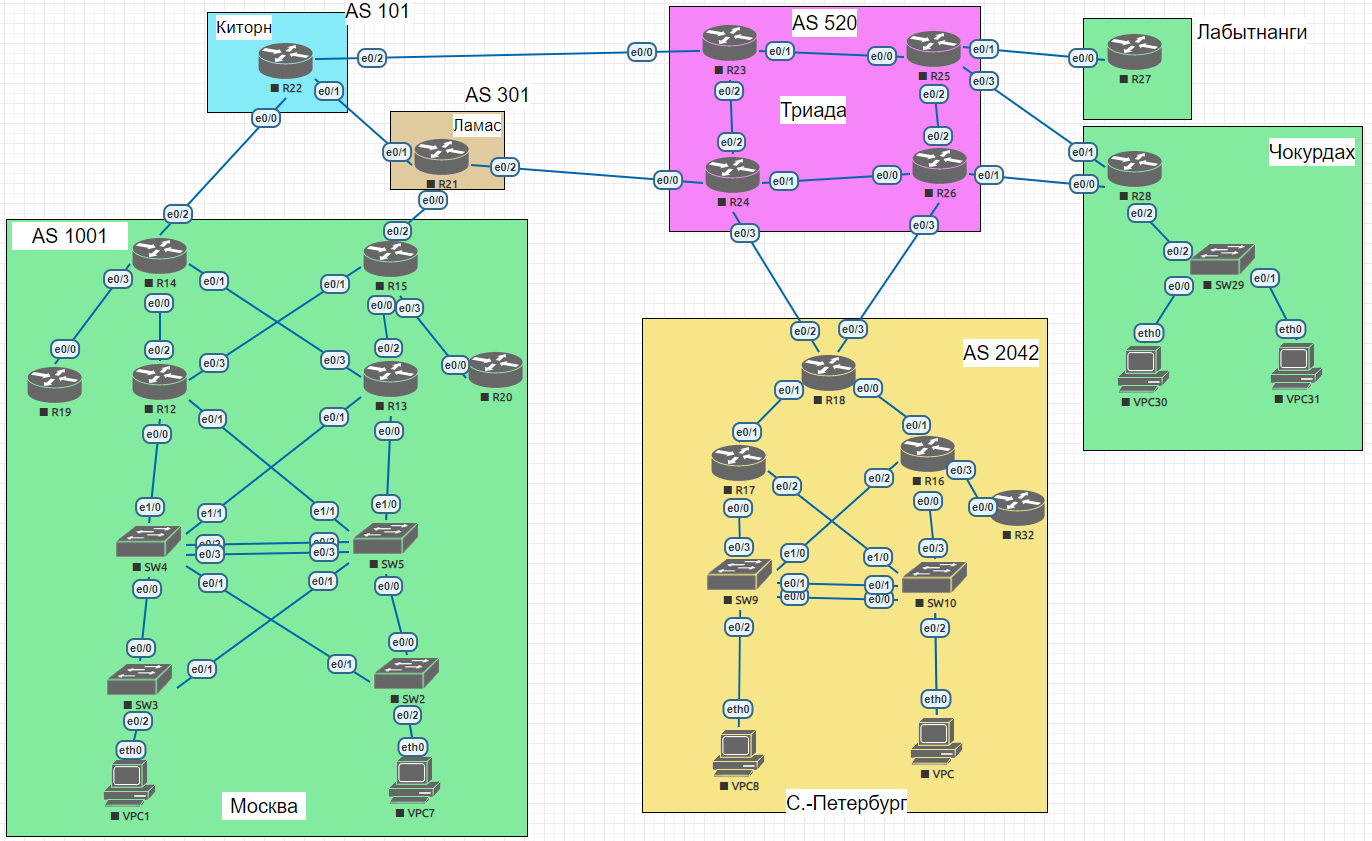 AS 101
Киторн
R22
e0/2
e0/1
e0/0
AS 301
Ламас
e0/1
R21
e0/2
e0/0
AS 520
Триада
e0/0
R23
e0/1
e0/2
e0/0
R25
e0/1
e0/3
e0/2
e0/2
e0/0
R24
e0/1
e0/3
e0/2
e0/0
R26
e0/1
e0/3
Лабытнанги
e0/0
R27
Чокурдах
e0/1
e0/0
R28
e0/2
e0/2
SW29
e0/0
e0/1
eth0
eth0
VPC30
VPC31
AS 1001
e0/2
R14
e0/3
e0/1
e0/0
e0/2
R15
e0/1
e0/0
e0/3
e0/0
R19
e0/2
e0/3
R12
e0/1
e0/0
e0/3
e0/2
R13
e0/1
e0/0
e0/0
R20
e1/0
e1/1
SW4
e0/3
e0/0
e0/1
e1/1
e1/0
SW5
e0/3
e0/1
e0/0
e0/0
e0/1
SW3
e0/2
e0/1
e0/0
SW2
e0/2
eth0
VPC1
eth0
VPC7
Москва
AS 2042
e0/2
e0/3
R18
e0/1
e0/0
e0/1
R17
e0/2
e0/0
e0/1
R16
e0/3
e0/2
e0/0
e0/0
R32
e0/3
e1/0
SW9
e0/1
e0/0
e0/2
e1/0
e0/3
e0/1
e0/0
SW10
e0/2
eth0
VPC8
eth0
VPC
С.-Петербург